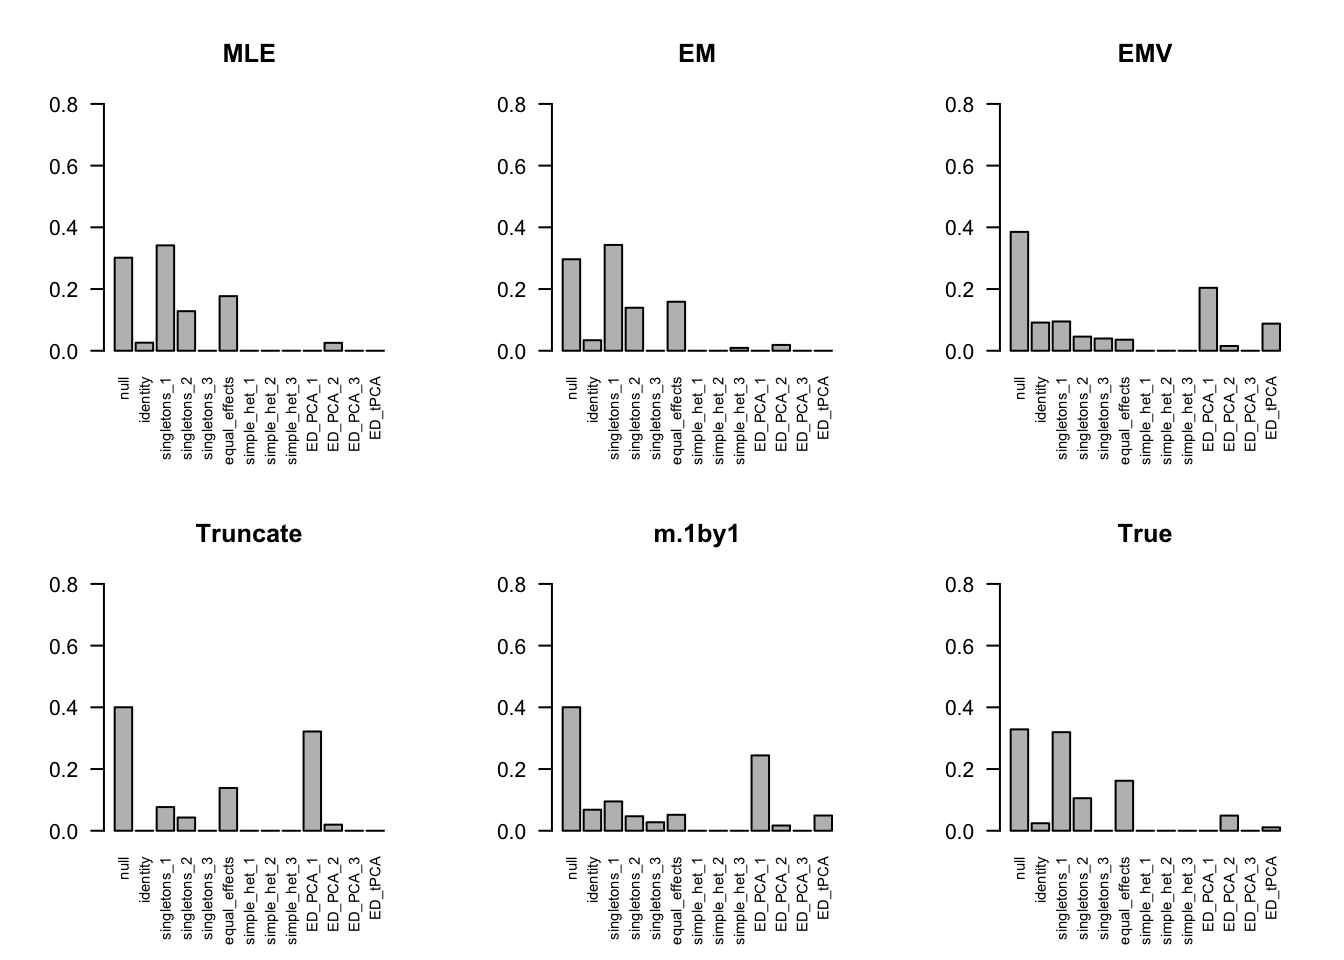 MLE
0.8
0.6
0.4
0.2
0.0
null
identity
singletons_1
singletons_2
singletons_3
equal_effects
simple_het_1
simple_het_2
simple_het_3
ED_PCA_1
ED_PCA_2
ED_PCA_3
ED_tPCA
EM
0.8
0.6
0.4
0.2
0.0
null
identity
singletons_1
singletons_2
singletons_3
equal_effects
simple_het_1
simple_het_2
simple_het_3
ED_PCA_1
ED_PCA_2
ED_PCA_3
ED_tPCA
EMV
0.8
0.6
0.4
0.2
0.0
null
identity
singletons_1
singletons_2
singletons_3
equal_effects
simple_het_1
simple_het_2
simple_het_3
ED_PCA_1
ED_PCA_2
ED_PCA_3
ED_tPCA
Truncate
0.8
0.6
0.4
0.2
0.0
null
identity
singletons_1
singletons_2
singletons_3
equal_effects
simple_het_1
simple_het_2
simple_het_3
ED_PCA_1
ED_PCA_2
ED_PCA_3
ED_tPCA
m.1by1
0.8
0.6
0.4
0.2
0.0
null
identity
singletons_1
singletons_2
singletons_3
equal_effects
simple_het_1
simple_het_2
simple_het_3
ED_PCA_1
ED_PCA_2
ED_PCA_3
ED_tPCA
True
0.8
0.6
0.4
0.2
0.0
null
identity
singletons_1
singletons_2
singletons_3
equal_effects
simple_het_1
simple_het_2
simple_het_3
ED_PCA_1
ED_PCA_2
ED_PCA_3
ED_tPCA